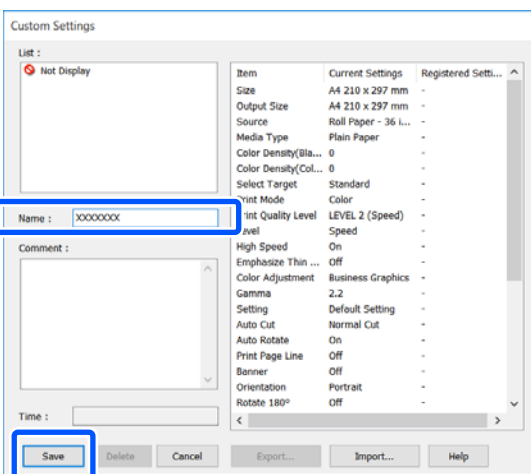 Custom Settings
List :
Not Display
Name : XXXXXXX
Comment :
Time :
Item Current Settings Registered Setti...
Size A4 210 x 297 mm -
Output Size A4 210 x 297 mm -
Source Roll Paper - 36 i... -
Media Type Plain Paper -
Color Density(Bla... 0 -
Color Density(Col... 0 -
Select Target Standard -
Print Mode Color -
Print Quality Level LEVEL 2 (Speed) -
Level Speed -
High Speed On -
Emphasize Thin ... Off -
Color Adjustment Business Graphics -
Gamma 2.2 -
Setting Default Setting -
Auto Cut Normal Cut -
Auto Rotate On -
Print Page Line Off -
Banner Off -
Orientation Portrait -
Rotate 180° Off -
Save Delete Cancel Export... Import... Help